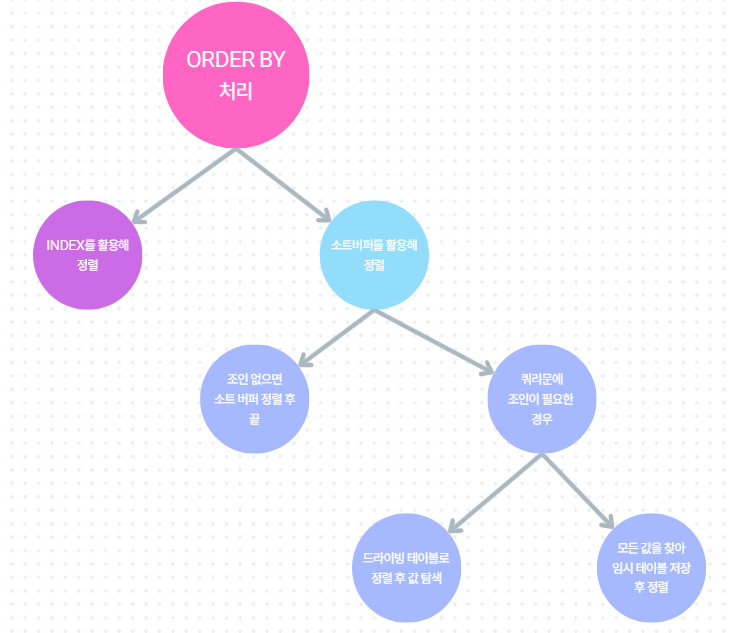 ORDER BY
처리
INDEX를 활용해
정렬
소트버퍼를 활용해
정렬
조인 없으면
소트 버퍼 정렬 후
끝
쿼리문에
조인이 필요한
경우
드라이빙 테이블로
정렬 후 값 탐색
모든 값을 찾아
임시 테이블 저장
후 정렬